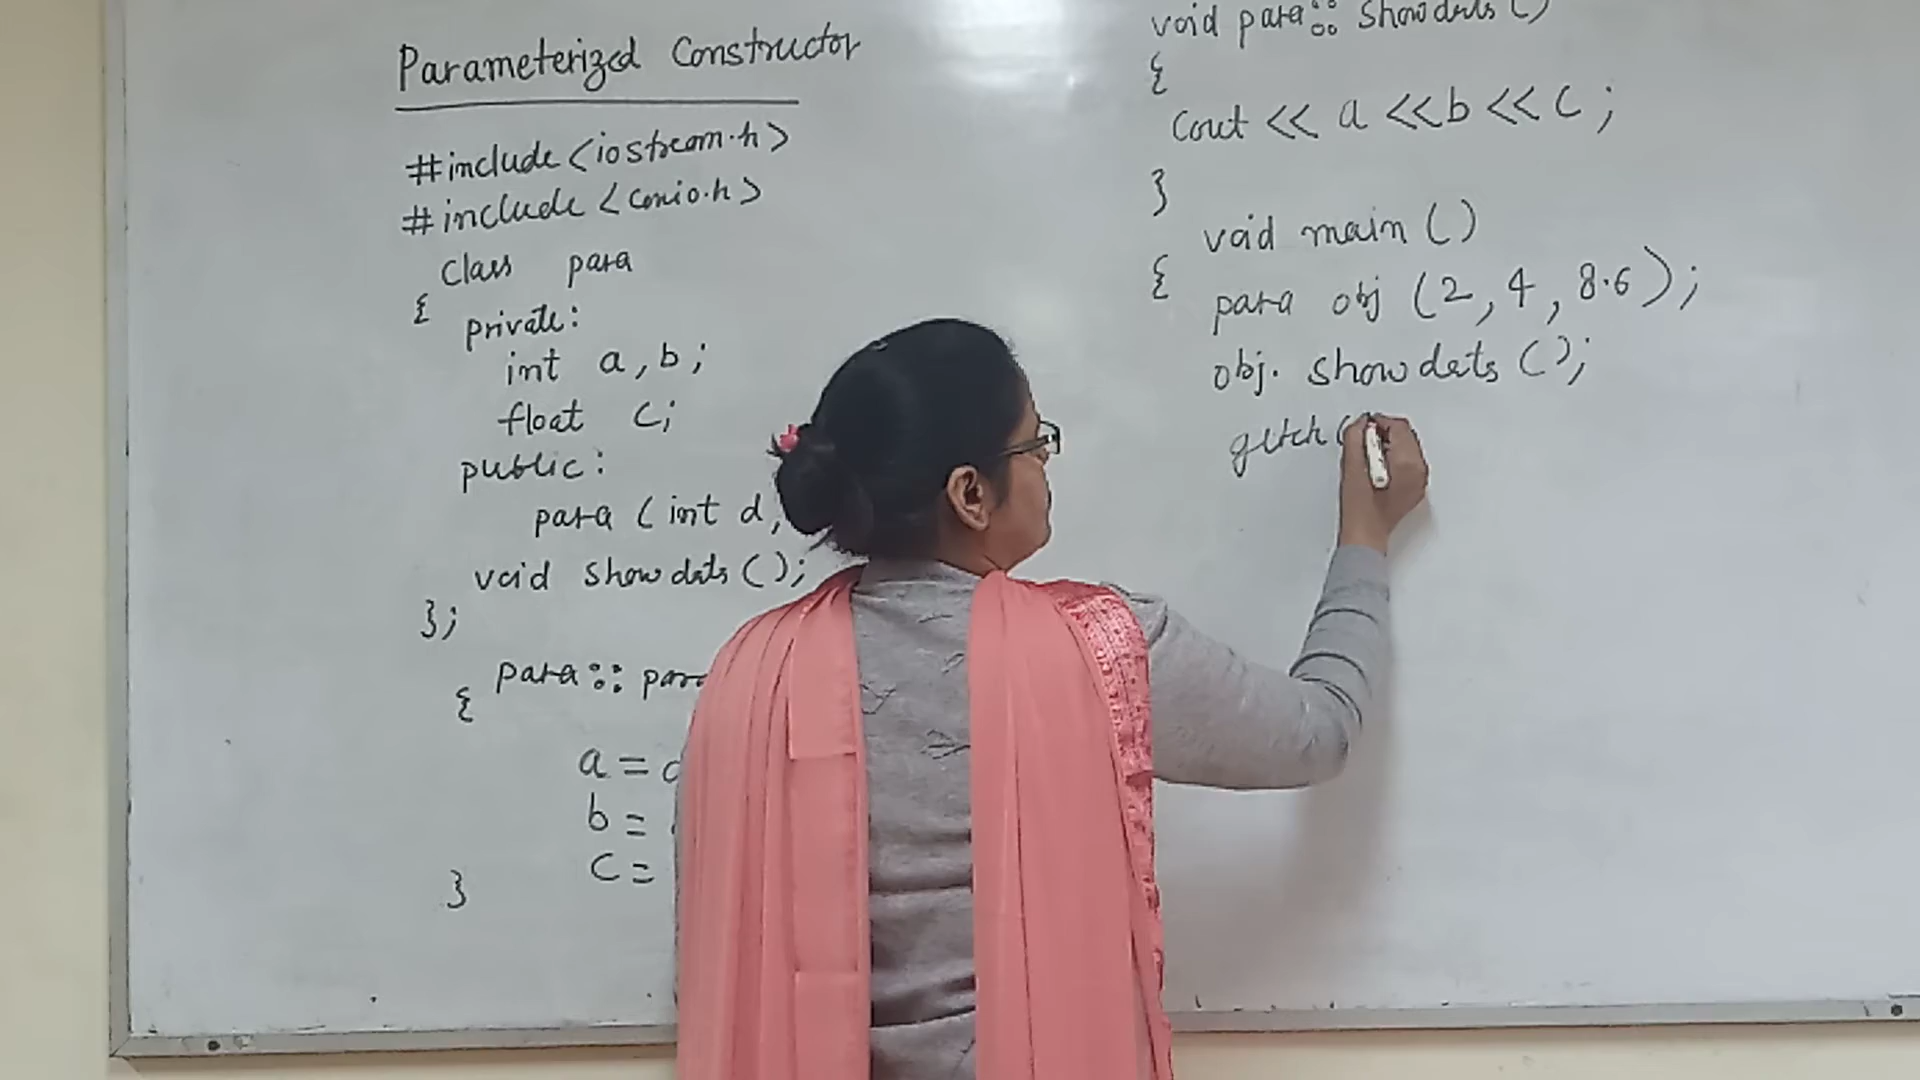 Parameterized Constructor
#include<iostream.h>
#include<conio.h>
Class para
{
private:
int a, b;
float c;
public:
para (int d,
void showdata();
};
para::
{
a =
b =
c =
}
void para::showdata()
{
Cout << a << b << c;
}
void main()
{
para obj (2, 4, 8.6);
obj. showdata();
getch(